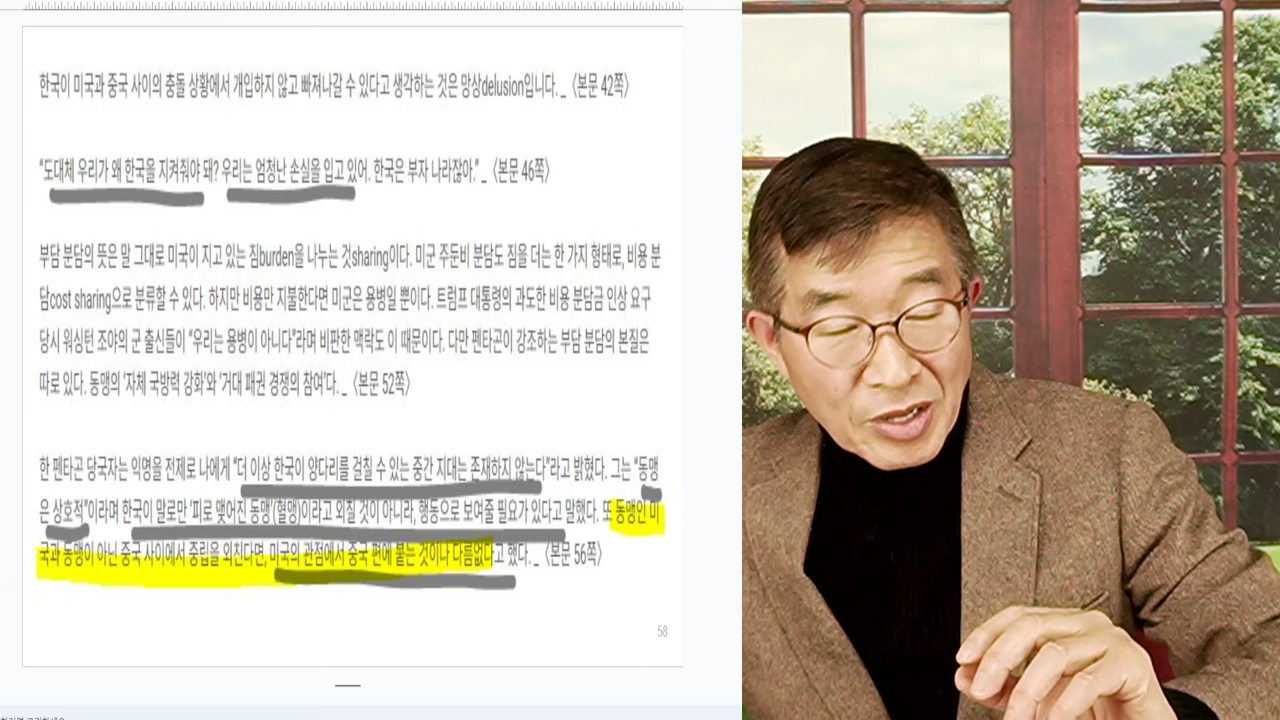 한국이 미국과 중국 사이의 충돌 상황에서 개입하지 않고 빠져나갈 수 있다고 생각하는 것은 망상delusion입니다. _〈본문 42쪽〉
“도대체 우리가 왜 한국을 지켜줘야 돼? 우리는 엄청난 손실을 입고 있어. 한국은 부자 나라잖아.” _〈본문 46쪽〉
부담 분담의 뜻은 말 그대로 미국이 지고 있는 짐burden을 나누는 것sharing이다. 미군 주둔비 분담도 짐을 더는 한 가지 형태로, 비용 분
담cost sharing으로 분류할 수 있다. 하지만 비용만 지불한다면 미군은 용병일 뿐이다. 트럼프 대통령의 과도한 비용 분담금 인상 요구
당시 워싱턴 조야의 군 출신들이 “우리는 용병이 아니다”라며 비판한 맥락도 이 때문이다. 다만 펜타곤이 강조하는 부담 분담의 본질은
따로 있다. 동맹의 ‘자체 국방력 강화’와 ‘거대 패권 경쟁의 참여’다. _〈본문 52쪽〉
한 펜타곤 당국자는 익명을 전제로 나에게 “더 이상 한국이 양다리를 걸칠 수 있는 중간 지대는 존재하지 않는다”라고 밝혔다. 그는 “동맹
은 상호적”이라며 한국이 말로만 ‘피로 맺어진 동맹’(혈맹)이라고 외칠 것이 아니라, 행동으로 보여줄 필요가 있다고 말했다. 또 동맹인 미
국과 동맹이 아닌 중국 사이에서 중립을 외친다면, 미국의 관점에서 중국 편에 붙는 것이나 다름없다고 했다. _〈본문 56쪽〉
58